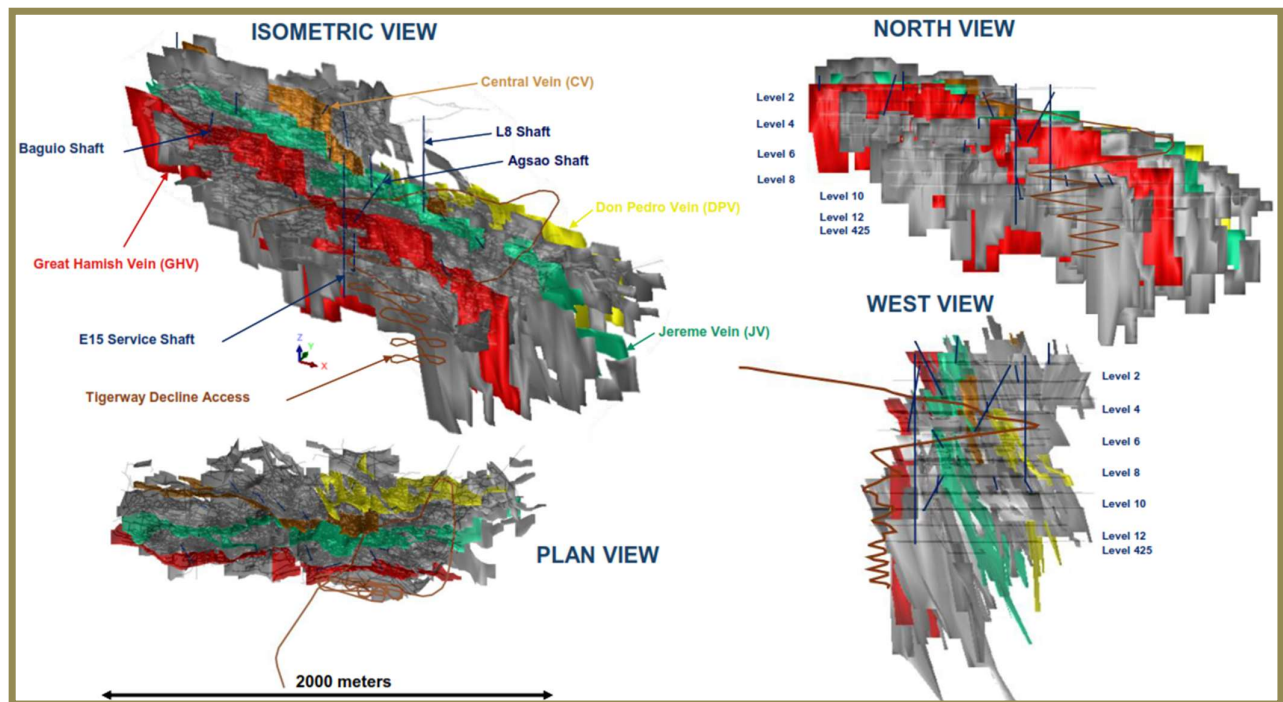 ISOMETRIC VIEW
Central Vein (CV)
L8 Shaft
Baguio Shaft
Agsao Shaft
Don Pedro Vein (DPV)
Great Hamish Vein (GHV)
E15 Service Shaft
Jereme Vein (JV)
Z
Y
X
Tigerway Decline Access
NORTH VIEW
Level 2
Level 4
Level 6
Level 8
Level 10
Level 12
Level 425
PLAN VIEW
2000 meters
WEST VIEW
Level 2
Level 4
Level 6
Level 8
Level 10
Level 12
Level 425